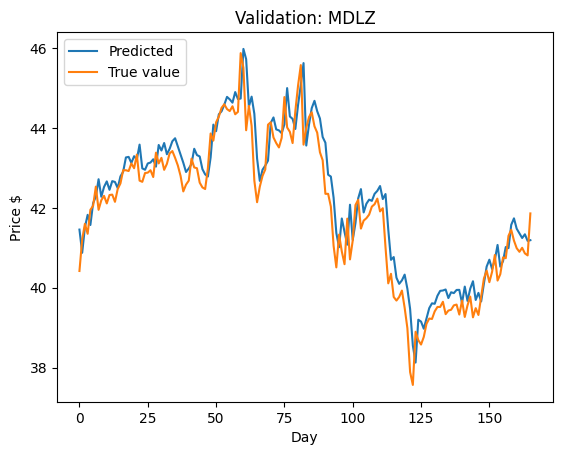 Validation: MDLZ
Predicted
True value
46
44
42
40
38
Price $
0 25 50 75 100 125 150
Day